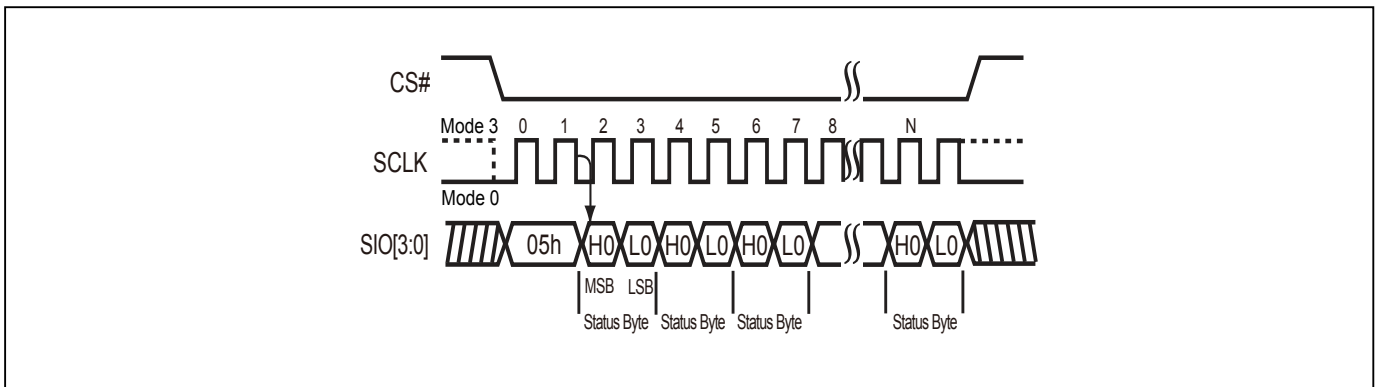 CS#
Mode 3 0 1 2 3 4 5 6 7 8 N
SCLK
Mode 0
SIO[3:0] 05h H0 L0 H0 L0 H0 L0 H0 L0
MSB LSB
Status Byte Status Byte Status Byte Status Byte